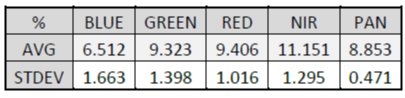 % BLUE GREEN RED NIR PAN
AVG 6.512 9.323 9.406 11.151 8.853
STDEV 1.663 1.398 1.016 1.295 0.471